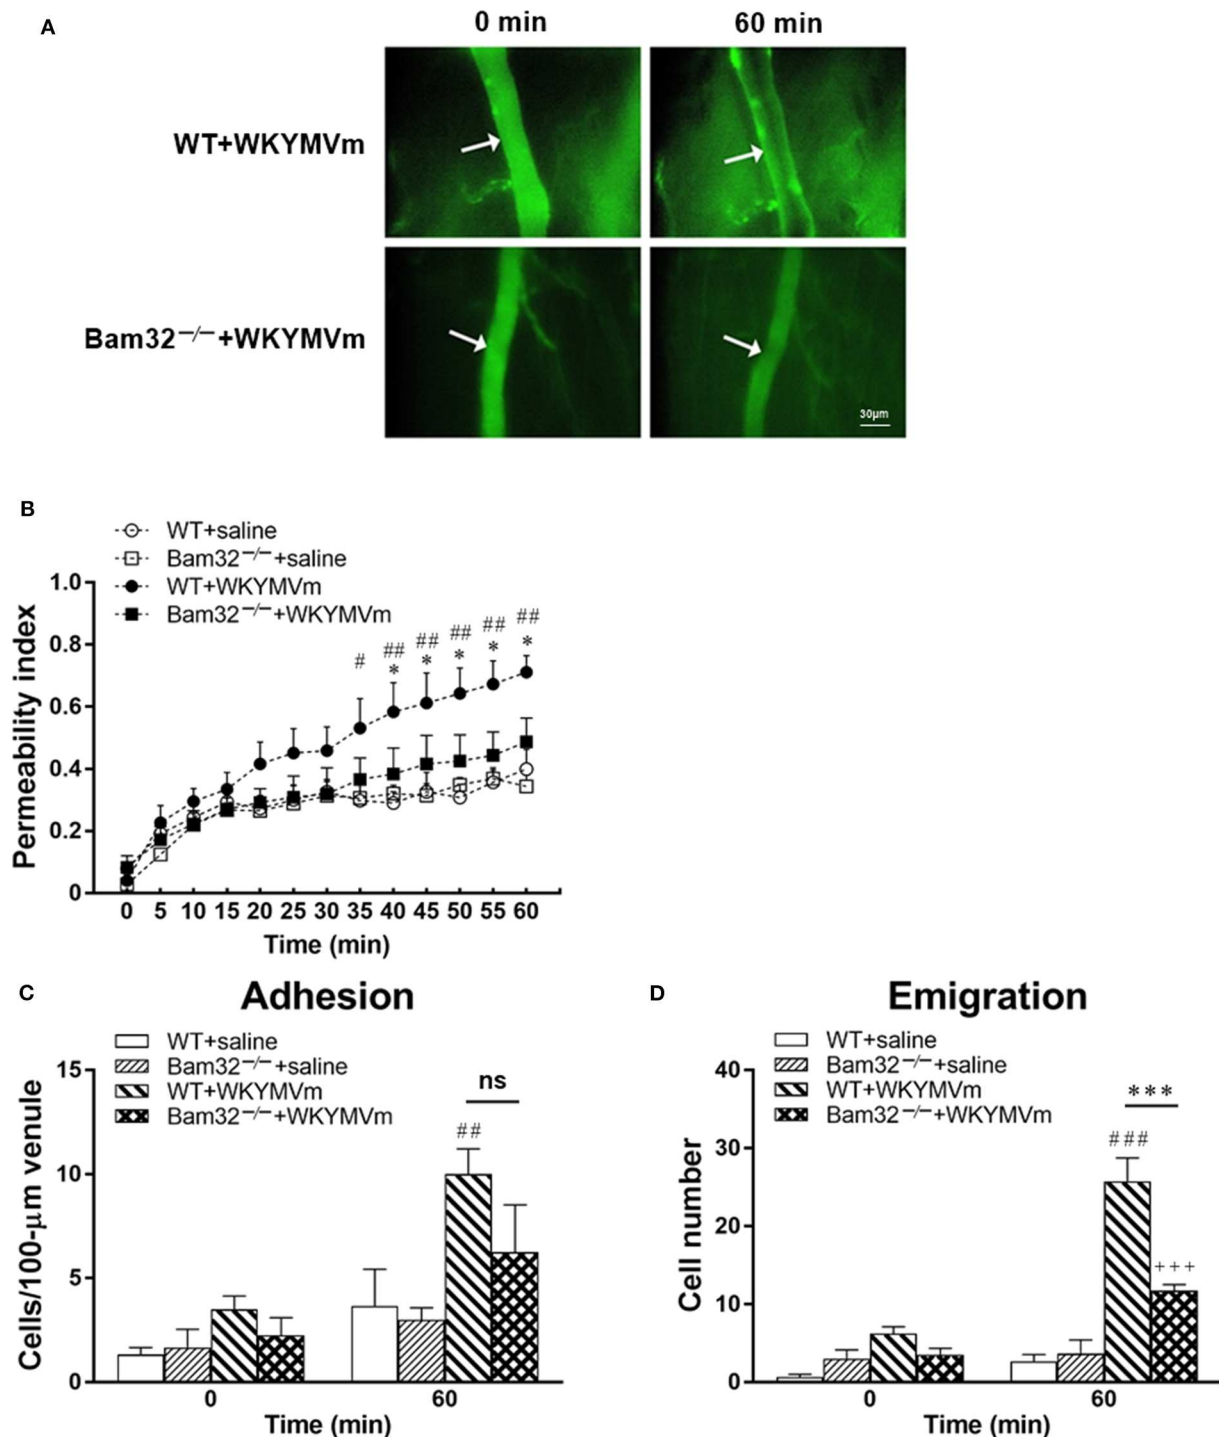 A
0 min 60 min
WT+WKYMVm
Bam32−/−+WKYMVm
30μm
B
WT+saline
Bam32−/−+saline
WT+WKYMVm
Bam32−/−+WKYMVm
1.0
0.8
0.6
0.4
0.2
0
Permeability index
# ## ## ## ## ##
* * * * *
0 5 10 15 20 25 30 35 40 45 50 55 60
Time (min)
C
Adhesion
WT+saline
Bam32−/−+saline
WT+WKYMVm
Bam32−/−+WKYMVm
15
10
5
0
Cells/100-μm venule
ns
##
0 60
Time (min)
D
Emigration
WT+saline
Bam32−/−+saline
WT+WKYMVm
Bam32−/−+WKYMVm
40
30
20
10
0
Cell number
***
###
+++
0 60
Time (min)